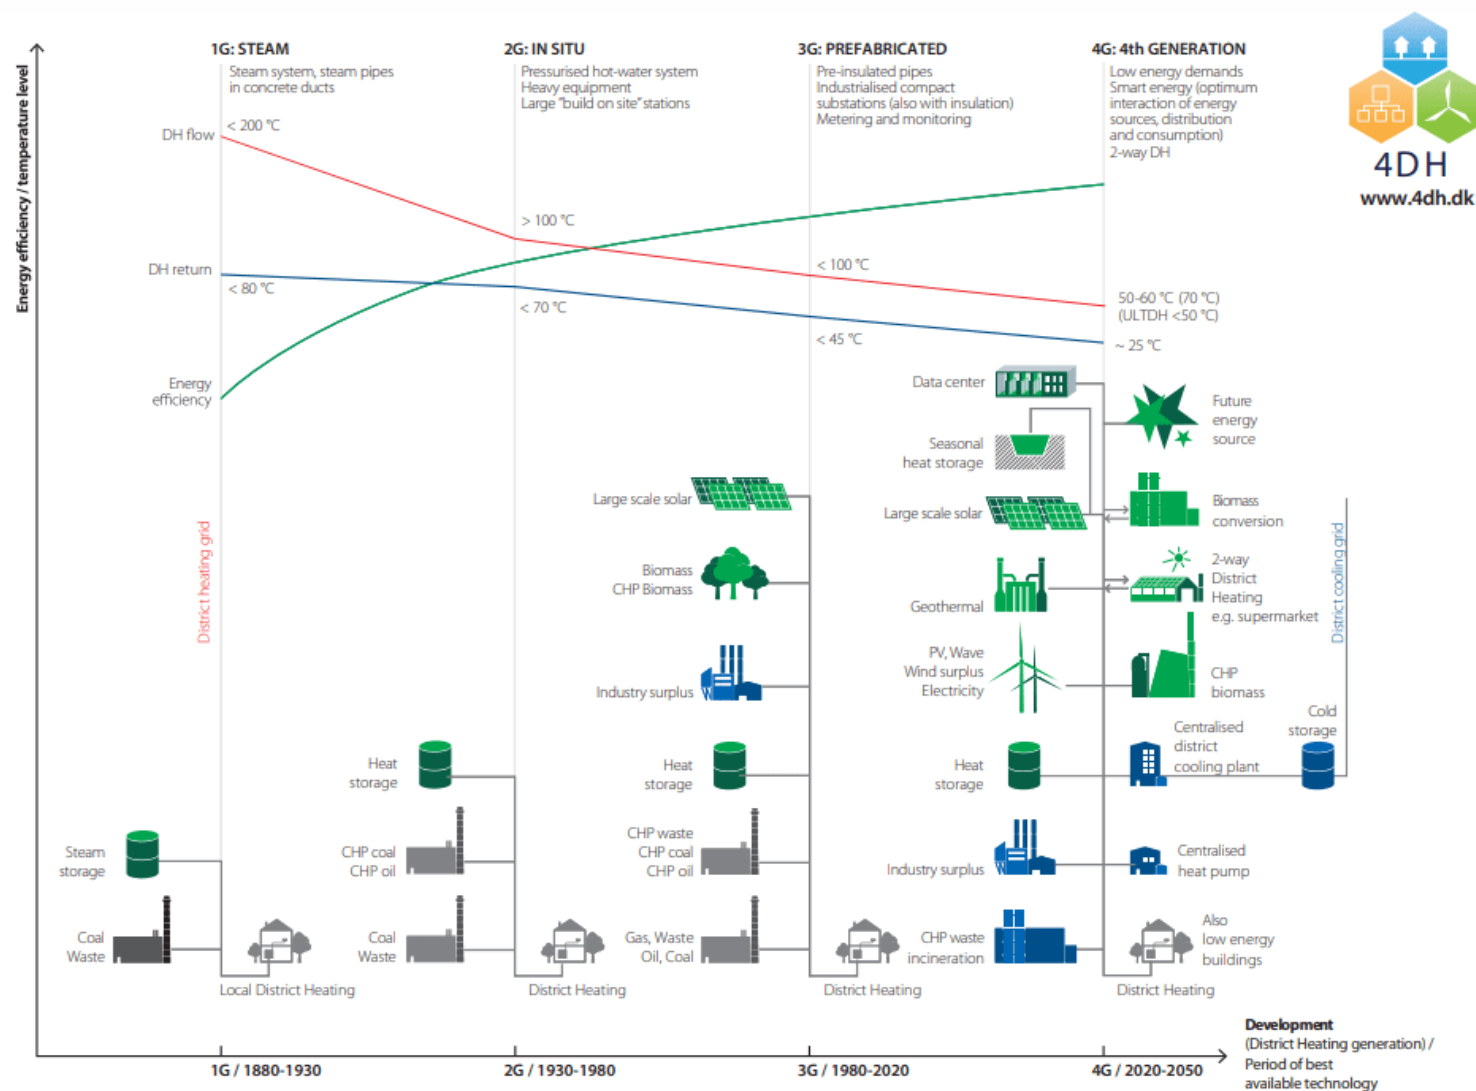 1G: STEAM
Steam system, steam pipes
in concrete ducts
2G: IN SITU
Pressurised hot-water system
Heavy equipment
Large "build on site" stations
3G: PREFABRICATED
Pre-insulated pipes
Industrialised compact
substations (also with insulation)
Metering and monitoring
4G: 4th GENERATION
Low energy demands
Smart energy (optimum
interaction of energy
sources, distribution
and consumption)
2-way DH
4DH
www.4dh.dk
Energy efficiency / temperature level
DH flow
< 200 °C
> 100 °C
< 100 °C
50-60 °C (70 °C)
(ULTDH <50 °C)
DH return
< 80 °C
< 70 °C
< 45 °C
~ 25 °C
Energy
efficiency
District heating grid
Steam
storage
Coal
Waste
Local District Heating
Heat
storage
CHP coal
CHP oil
Coal
Waste
District Heating
Large scale solar
Biomass
CHP Biomass
Industry surplus
Heat
storage
CHP waste
CHP coal
CHP oil
Gas, Waste
Oil, Coal
District Heating
Data center
Seasonal
heat storage
Large scale solar
Geothermal
PV, Wave
Wind surplus
Electricity
Heat
storage
Industry surplus
CHP waste
incineration
Future
energy
source
Biomass
conversion
2-way
District
Heating
e.g. supermarket
CHP
biomass
Centralised
district
cooling plant
Cold
storage
District cooling grid
Centralised
heat pump
Also
low energy
buildings
District Heating
1G / 1880-1930
2G / 1930-1980
3G / 1980-2020
4G / 2020-2050
Development
(District Heating generation) /
Period of best
available technology